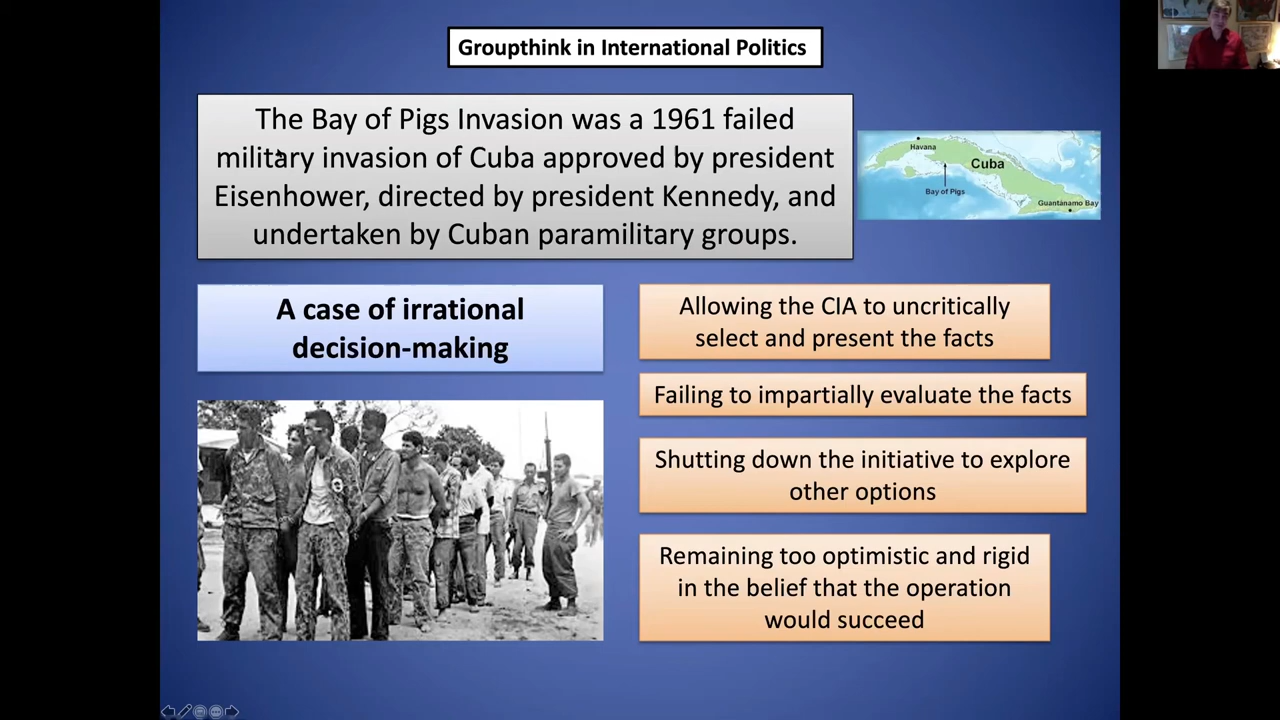 Groupthink in International Politics
The Bay of Pigs Invasion was a 1961 failed
military invasion of Cuba approved by president
Eisenhower, directed by president Kennedy, and
undertaken by Cuban paramilitary groups.
Havana
Cuba
Bay of Pigs
Guantanamo Bay
A case of irrational
decision-making
Allowing the CIA to uncritically
select and present the facts
Failing to impartially evaluate the facts
Shutting down the initiative to explore
other options
Remaining too optimistic and rigid
in the belief that the operation
would succeed